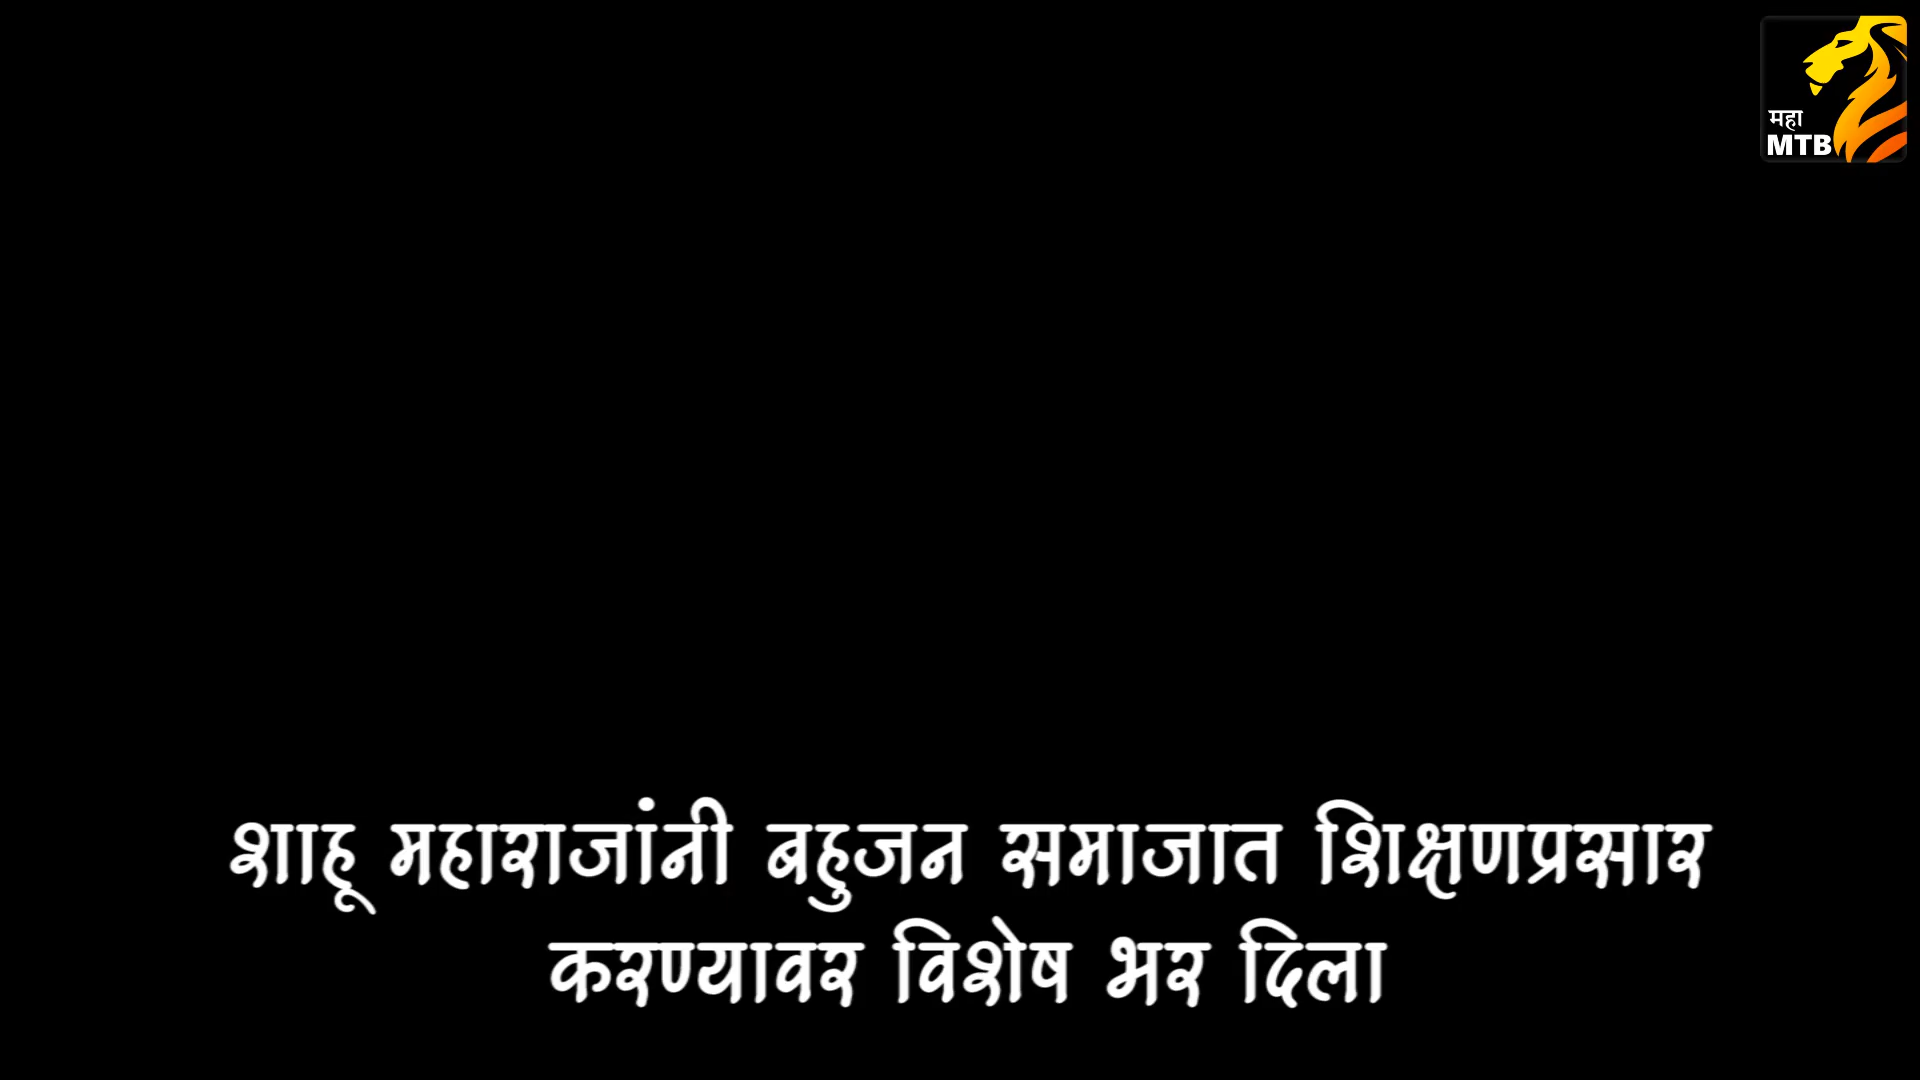 महा
MTB
शाहू महाराजांनी बहुजन समाजात शिक्षणप्रसार
करण्यावर विशेष भर दिला